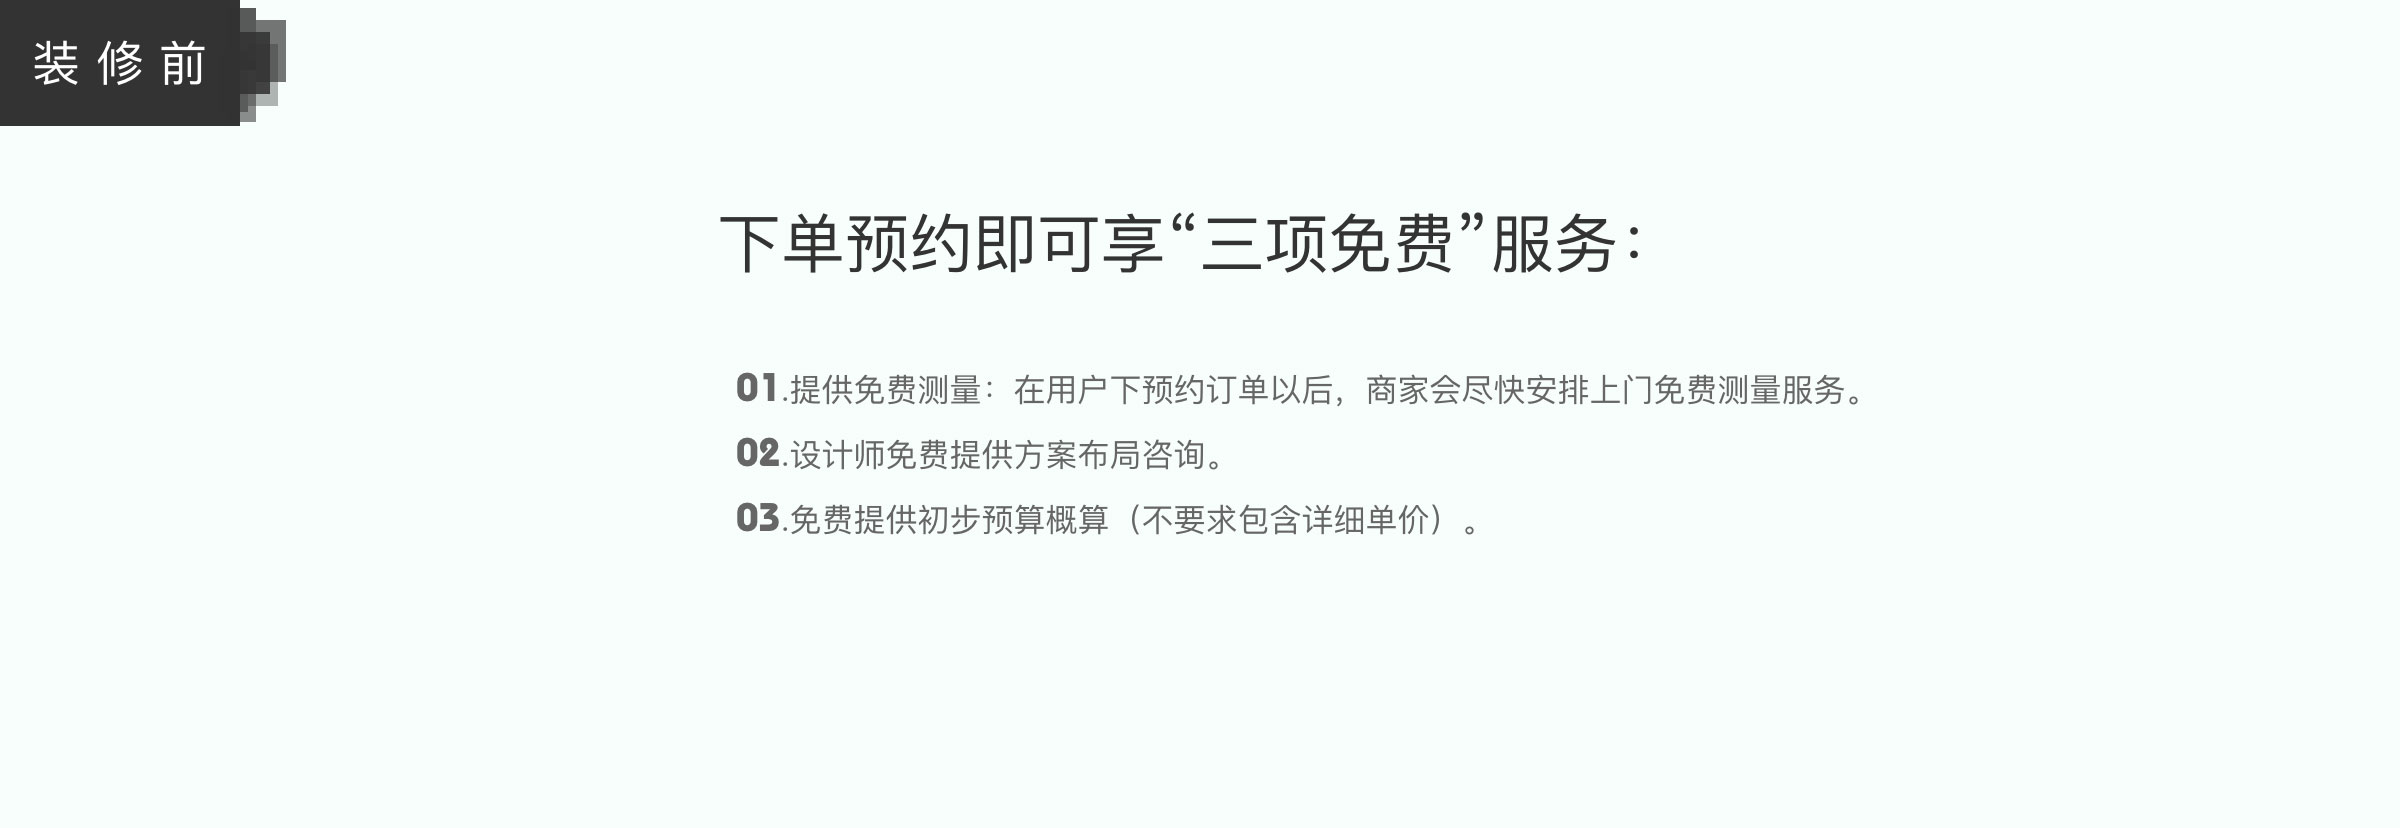 装修前
下单预约即可享“三项免费”服务：
01.提供免费测量：在用户下预约订单以后，商家会尽快安排上门免费测量服务。
02.设计师免费提供方案布局咨询。
03.免费提供初步预算概算（不要求包含详细单价）。